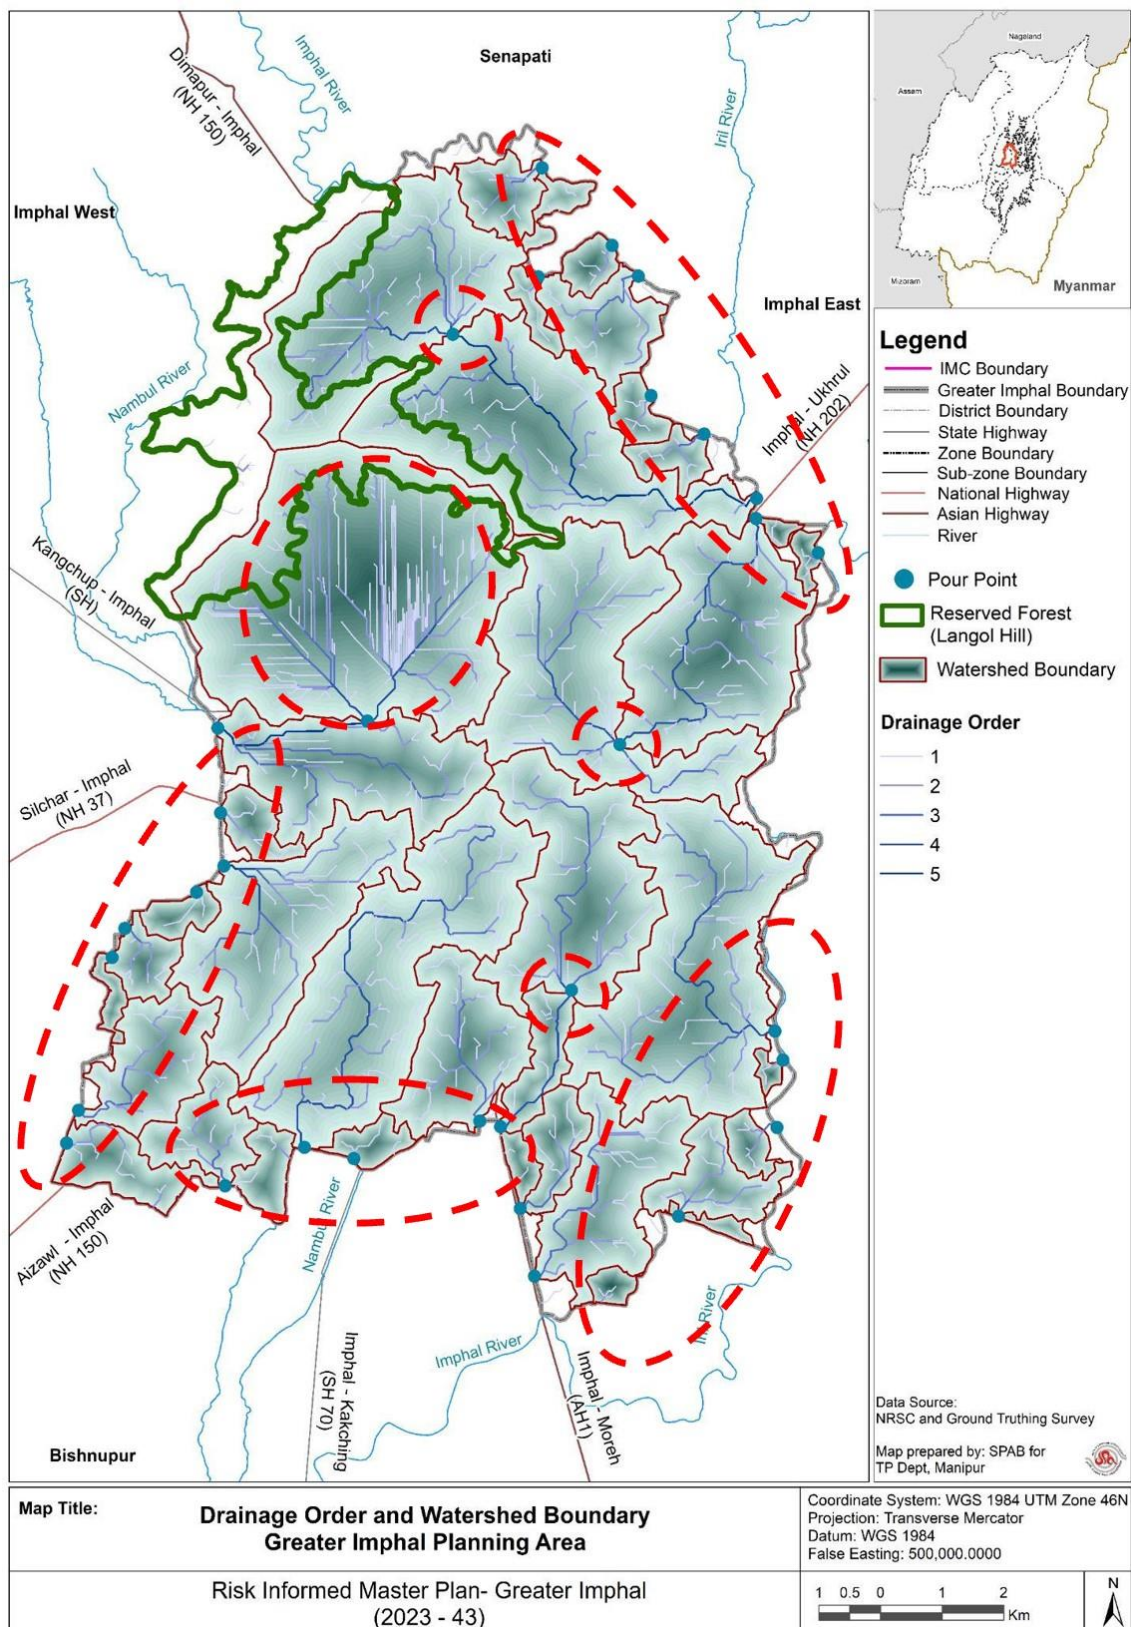 Senapati
Imphal River
Dimapur - Imphal
(NH 150)
Iril River
Imphal West
Imphal East
Nambul River
Imphal - Ukhrul
(NH 202)
Kangchup - Imphal
(SH)
Silchar - Imphal
(NH 37)
Aizawl - Imphal
(NH 150)
Nambul River
Imphal - Kakching
(SH 70)
Imphal River
Imphal - Moreh
(AH1)
Iril River
Bishnupur
Nagaland
Assam
Mizoram
Myanmar
Legend
IMC Boundary
Greater Imphal Boundary
District Boundary
State Highway
Zone Boundary
Sub-zone Boundary
National Highway
Asian Highway
River
Pour Point
Reserved Forest
(Langol Hill)
Watershed Boundary
Drainage Order
1
2
3
4
5
Data Source:
NRSC and Ground Truthing Survey
Map prepared by: SPAB for
TP Dept, Manipur
Map Title:
Drainage Order and Watershed Boundary
Greater Imphal Planning Area
Risk Informed Master Plan- Greater Imphal
(2023 - 43)
Coordinate System: WGS 1984 UTM Zone 46N
Projection: Transverse Mercator
Datum: WGS 1984
False Easting: 500,000.0000
1 0.5 0 1 2
Km
N